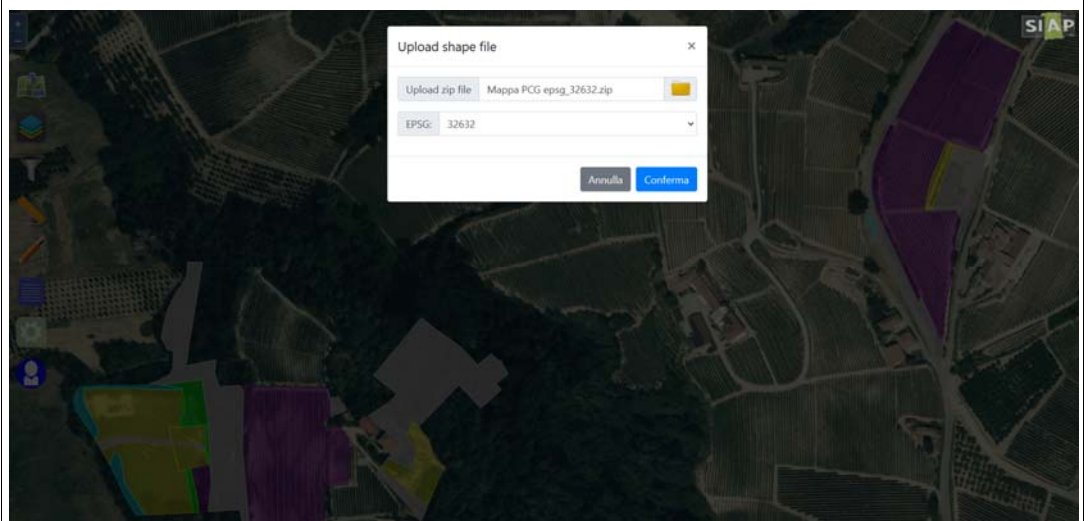 SIAP
Upload shape file ×
Upload zip file Mappa PCG epsg_32632.zip
EPSG: 32632
Annulla Conferma